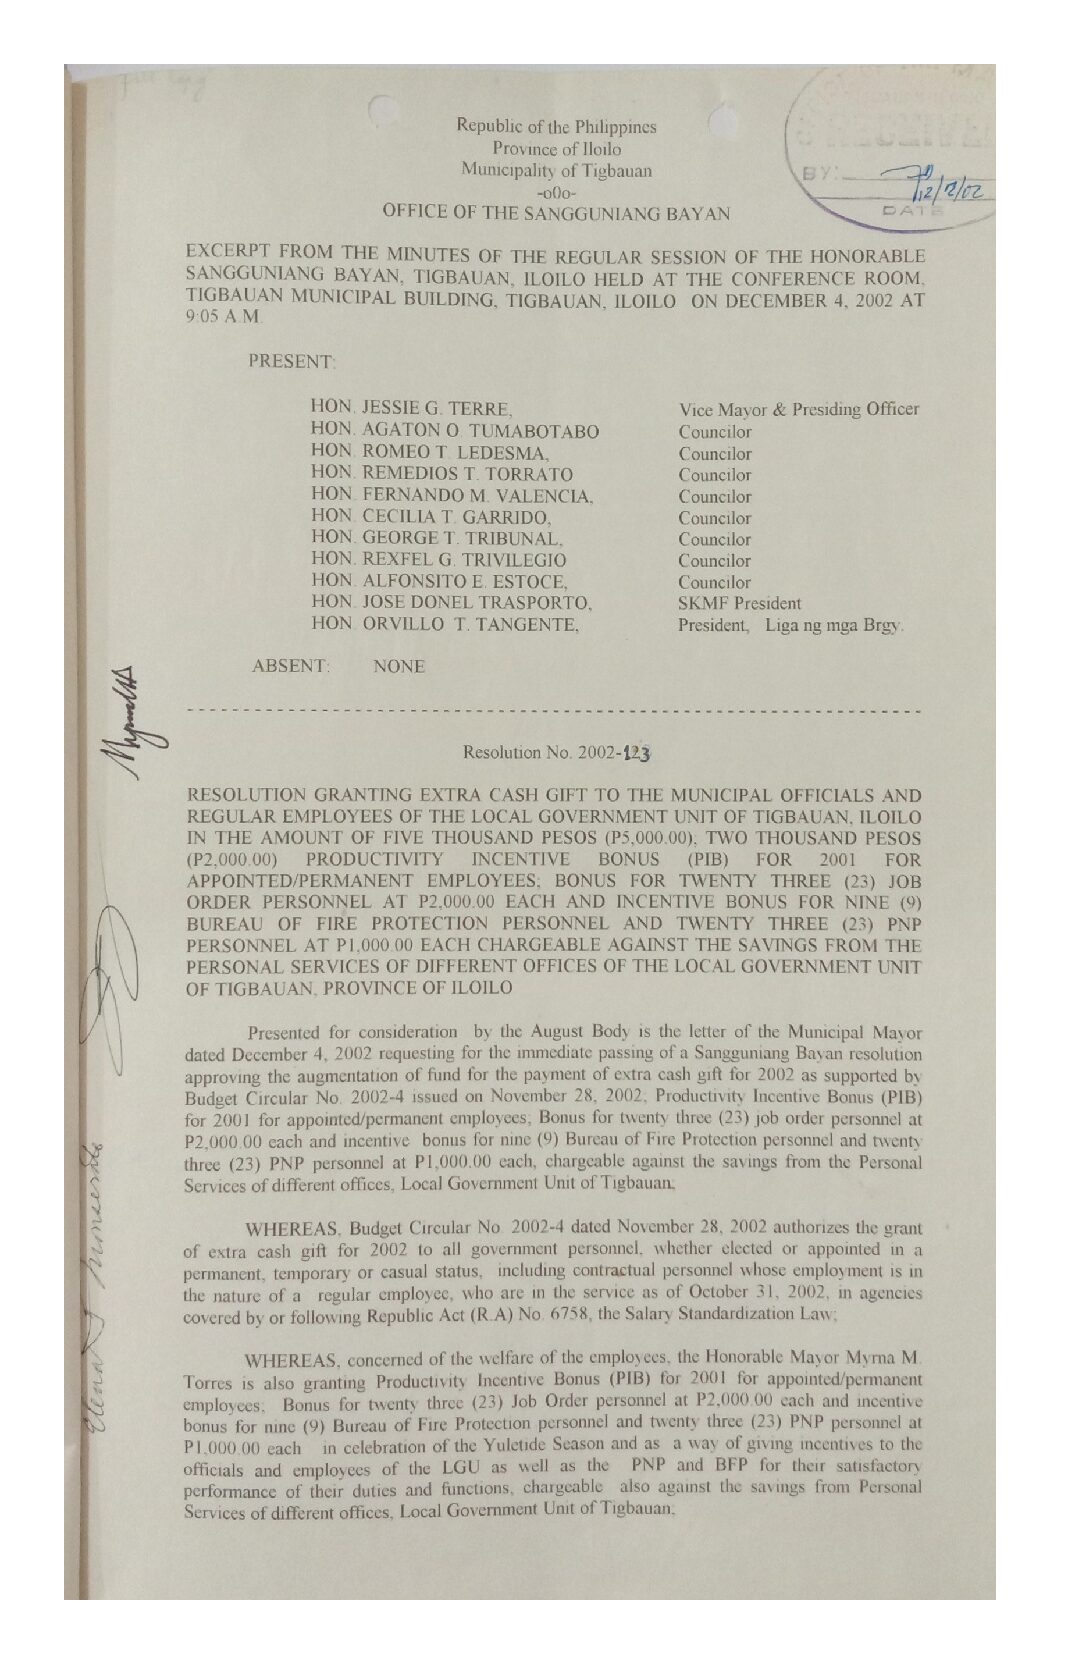 Republic of the Philippines
Province of Iloilo
Municipality of Tigbauan
-o0o-
OFFICE OF THE SANGGUNIANG BAYAN
BY:
12/12/02
DATE
EXCERPT FROM THE MINUTES OF THE REGULAR SESSION OF THE HONORABLE
SANGGUNIANG BAYAN, TIGBAUAN, ILOILO HELD AT THE CONFERENCE ROOM,
TIGBAUAN MUNICIPAL BUILDING, TIGBAUAN, ILOILO ON DECEMBER 4, 2002 AT
9:05 A.M.
PRESENT:
HON. JESSIE G. TERRE, Vice Mayor & Presiding Officer
HON. AGATON O. TUMABOTABO Councilor
HON. ROMEO T. LEDESMA, Councilor
HON. REMEDIOS T. TORRATO Councilor
HON. FERNANDO M. VALENCIA, Councilor
HON. CECILIA T. GARRIDO, Councilor
HON. GEORGE T. TRIBUNAL, Councilor
HON. REXFEL G. TRIVILEGIO Councilor
HON. ALFONSITO E. ESTOCE, Councilor
HON. JOSE DONEL TRASPORTO, SKMF President
HON. ORVILLO T. TANGENTE, President, Liga ng mga Brgy.
ABSENT: NONE
Resolution No. 2002-123
RESOLUTION GRANTING EXTRA CASH GIFT TO THE MUNICIPAL OFFICIALS AND
REGULAR EMPLOYEES OF THE LOCAL GOVERNMENT UNIT OF TIGBAUAN, ILOILO
IN THE AMOUNT OF FIVE THOUSAND PESOS (P5,000.00); TWO THOUSAND PESOS
(P2,000.00) PRODUCTIVITY INCENTIVE BONUS (PIB) FOR 2001 FOR
APPOINTED/PERMANENT EMPLOYEES; BONUS FOR TWENTY THREE (23) JOB
ORDER PERSONNEL AT P2,000.00 EACH AND INCENTIVE BONUS FOR NINE (9)
BUREAU OF FIRE PROTECTION PERSONNEL AND TWENTY THREE (23) PNP
PERSONNEL AT P1,000.00 EACH CHARGEABLE AGAINST THE SAVINGS FROM THE
PERSONAL SERVICES OF DIFFERENT OFFICES OF THE LOCAL GOVERNMENT UNIT
OF TIGBAUAN, PROVINCE OF ILOILO
Presented for consideration by the August Body is the letter of the Municipal Mayor
dated December 4, 2002 requesting for the immediate passing of a Sangguniang Bayan resolution
approving the augmentation of fund for the payment of extra cash gift for 2002 as supported by
Budget Circular No. 2002-4 issued on November 28, 2002; Productivity Incentive Bonus (PIB)
for 2001 for appointed/permanent employees; Bonus for twenty three (23) job order personnel at
P2,000.00 each and incentive bonus for nine (9) Bureau of Fire Protection personnel and twenty
three (23) PNP personnel at P1,000.00 each, chargeable against the savings from the Personal
Services of different offices, Local Government Unit of Tigbauan;
WHEREAS, Budget Circular No. 2002-4 dated November 28, 2002 authorizes the grant
of extra cash gift for 2002 to all government personnel, whether elected or appointed in a
permanent, temporary or casual status, including contractual personnel whose employment is in
the nature of a regular employee, who are in the service as of October 31, 2002, in agencies
covered by or following Republic Act (R.A) No. 6758, the Salary Standardization Law;
WHEREAS, concerned of the welfare of the employees, the Honorable Mayor Myrna M.
Torres is also granting Productivity Incentive Bonus (PIB) for 2001 for appointed/permanent
employees; Bonus for twenty three (23) Job Order personnel at P2,000.00 each and incentive
bonus for nine (9) Bureau of Fire Protection personnel and twenty three (23) PNP personnel at
P1,000.00 each in celebration of the Yuletide Season and as a way of giving incentives to the
officials and employees of the LGU as well as the PNP and BFP for their satisfactory
performance of their duties and functions, chargeable also against the savings from Personal
Services of different offices, Local Government Unit of Tigbauan;